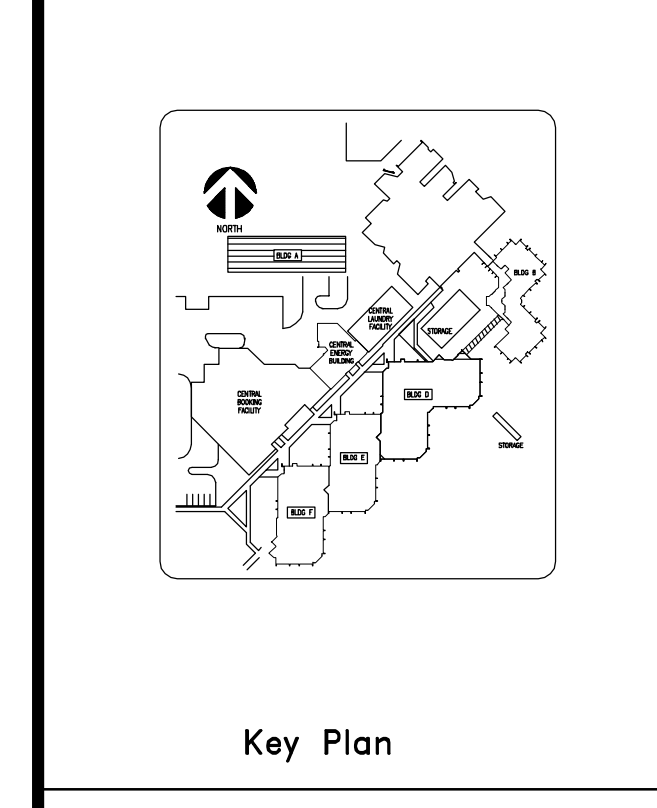 NORTH
BLDG A
BLDG B
CENTRAL
LAUNDRY
FACILITY
STORAGE
CENTRAL
ENERGY
BUILDING
CENTRAL
BOOKING
FACILITY
BLDG D
STORAGE
BLDG E
BLDG F
Key Plan